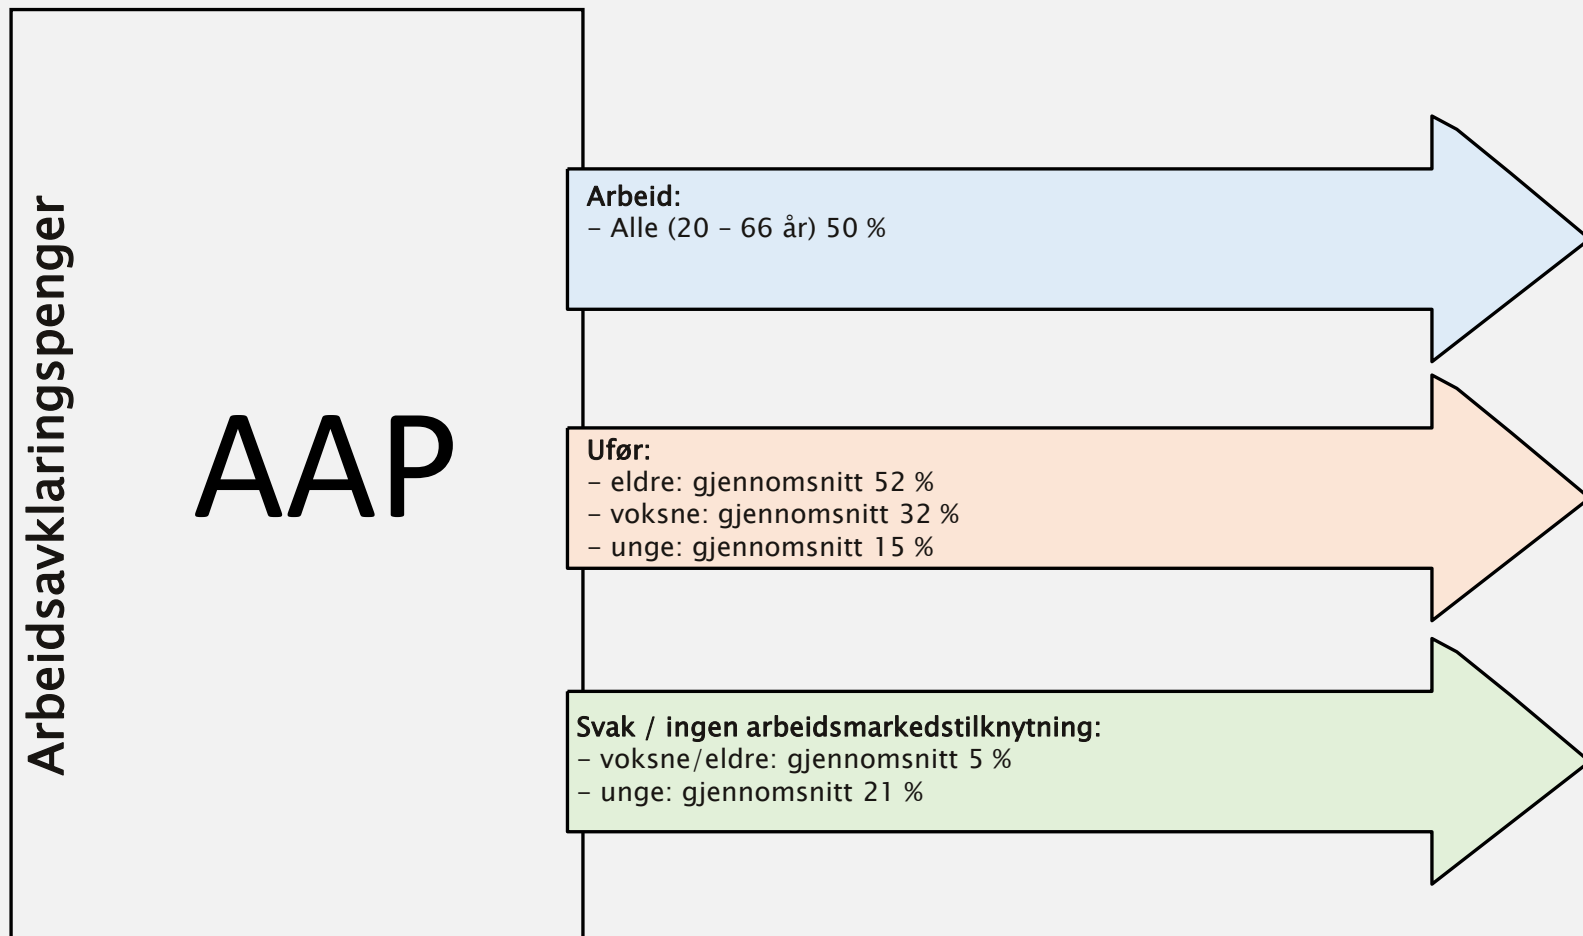 Arbeidsavklaringspenger
AAP
Arbeid:
– Alle (20 – 66 år) 50 %
Ufør:
– eldre: gjennomsnitt 52 %
– voksne: gjennomsnitt 32 %
– unge: gjennomsnitt 15 %
Svak / ingen arbeidsmarkedstilknytning:
– voksne/eldre: gjennomsnitt 5 %
– unge: gjennomsnitt 21 %